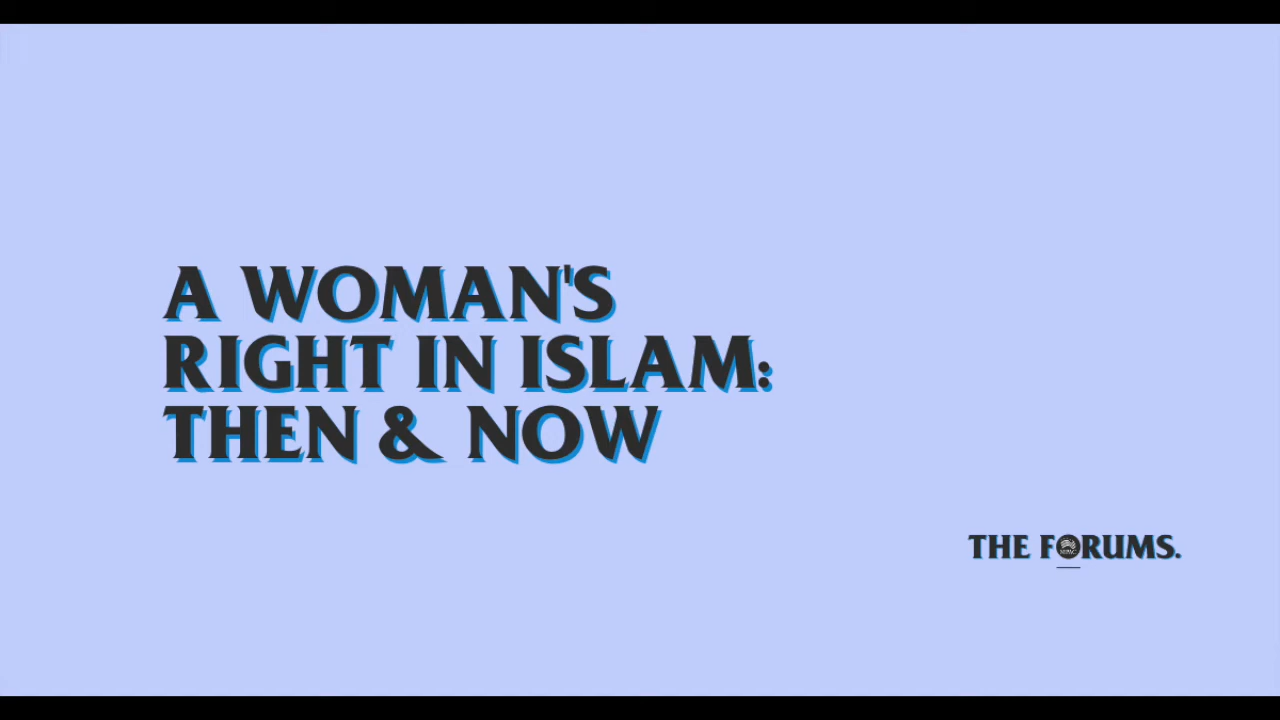 A WOMAN'S
RIGHT IN ISLAM:
THEN & NOW
THE FORUMS.